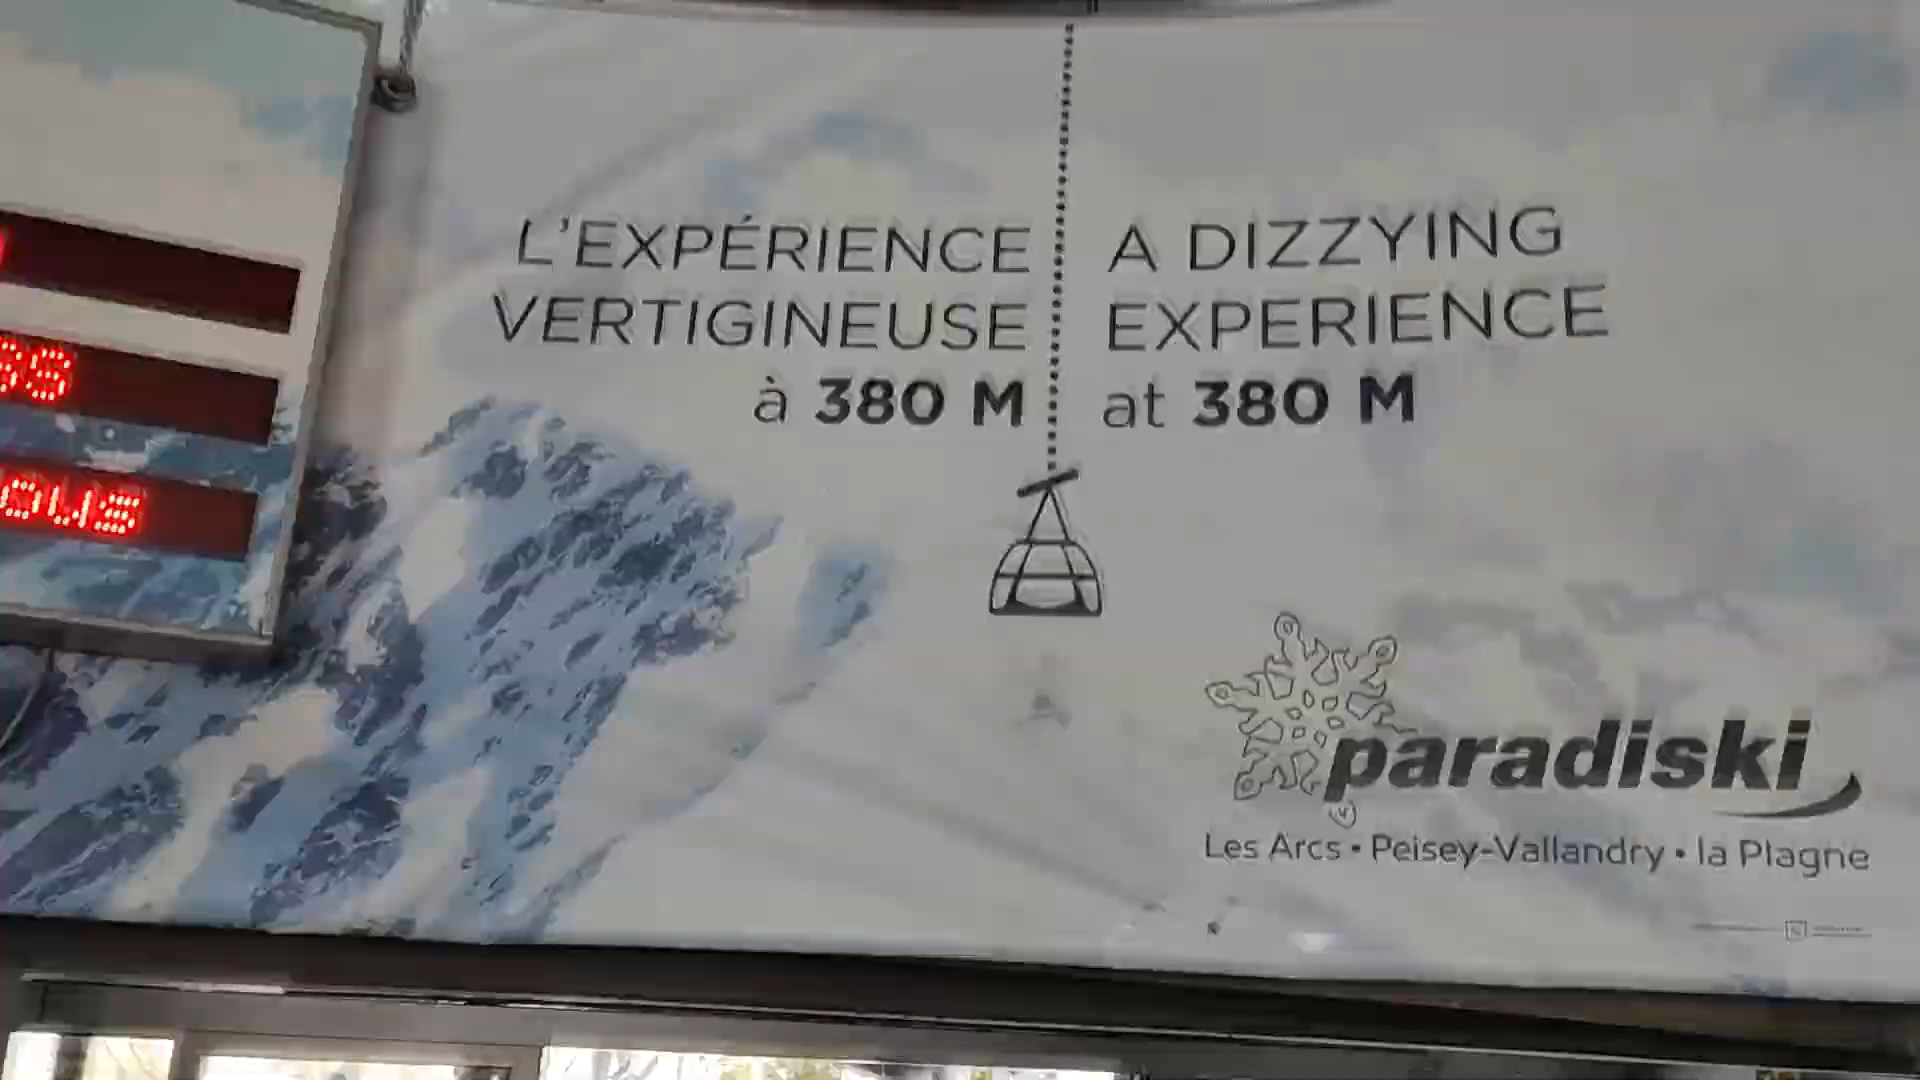 L'EXPÉRIENCE
VERTIGINEUSE
à 380 M
A DIZZYING
EXPERIENCE
at 380 M
paradiski
Les Arcs • Peisey-Vallandry • la Plagne